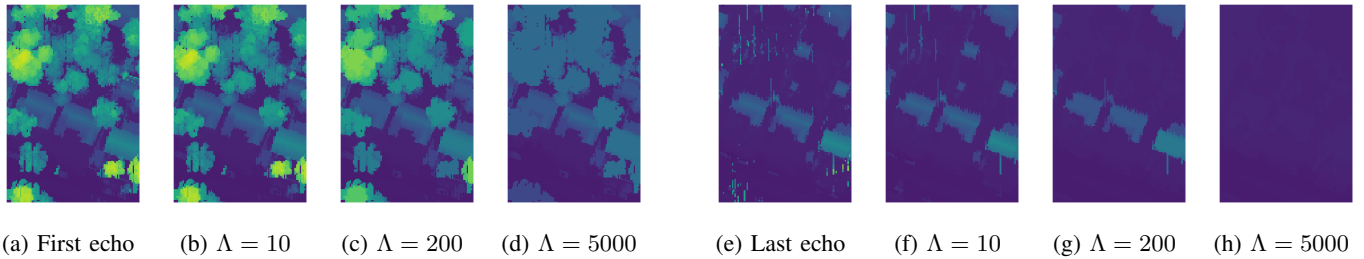 (a) First echo (b) Λ = 10 (c) Λ = 200 (d) Λ = 5000 (e) Last echo (f) Λ = 10 (g) Λ = 200 (h) Λ = 5000